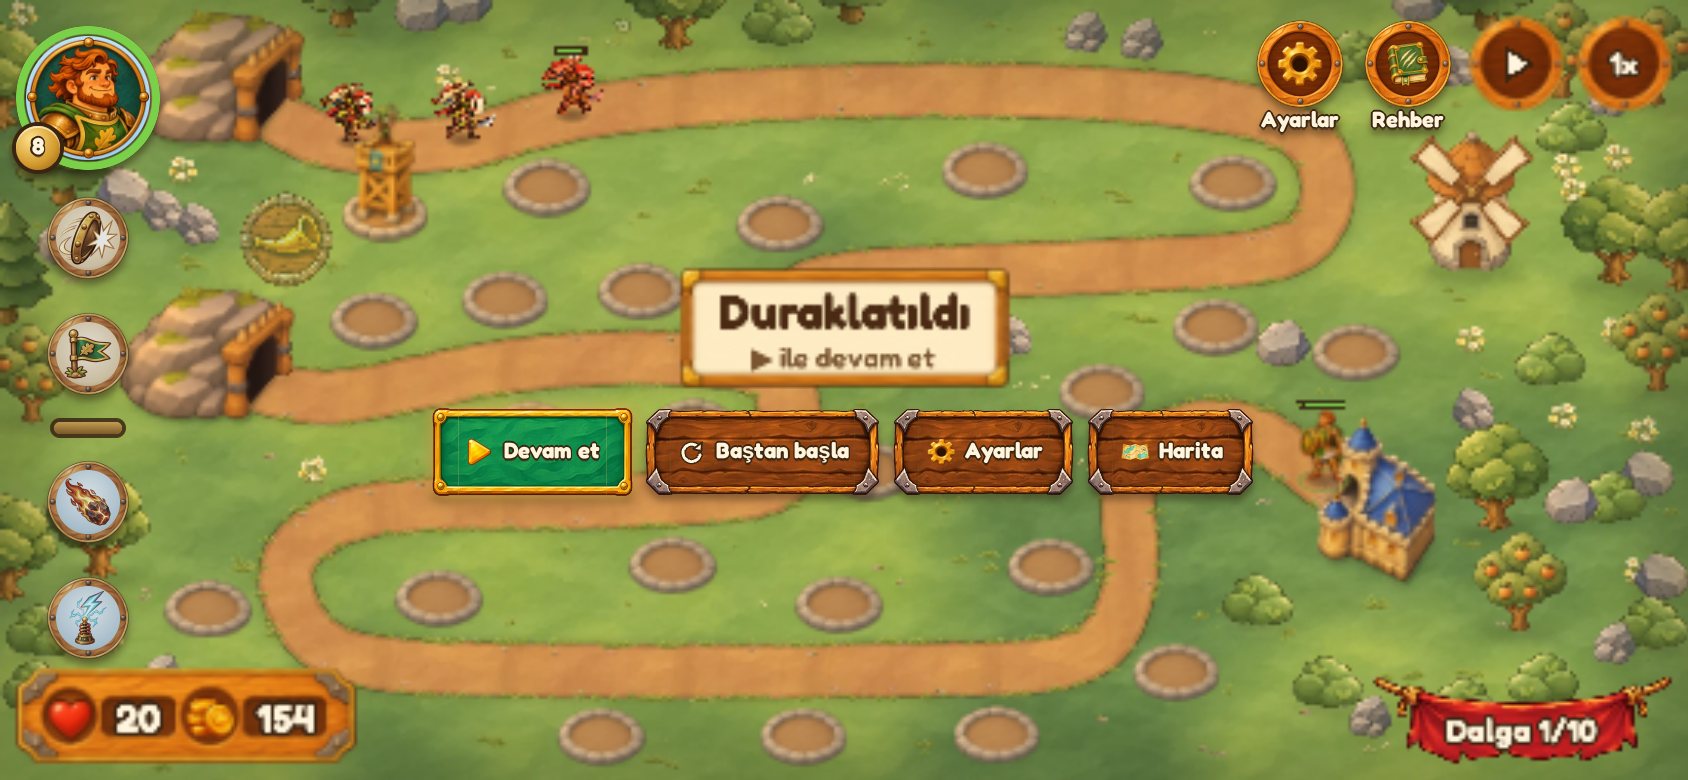 8
Ayarlar
Rehber
1x
Duraklatıldı
▶ ile devam et
Devam et
Baştan başla
Ayarlar
Harita
20
154
Dalga 1/10